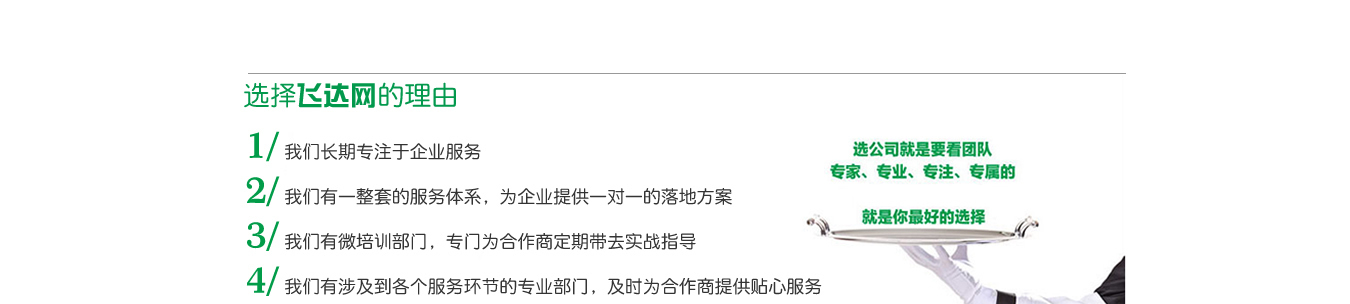 选择飞达网的理由
1/ 我们长期专注于企业服务
2/ 我们有一整套的服务体系，为企业提供一对一的落地方案
3/ 我们有微培训部门，专门为合作商定期带去实战指导
4/ 我们有涉及到各个服务环节的专业部门，及时为合作商提供贴心服务
选公司就是要看团队
专家、专业、专注、专属的
就是你最好的选择